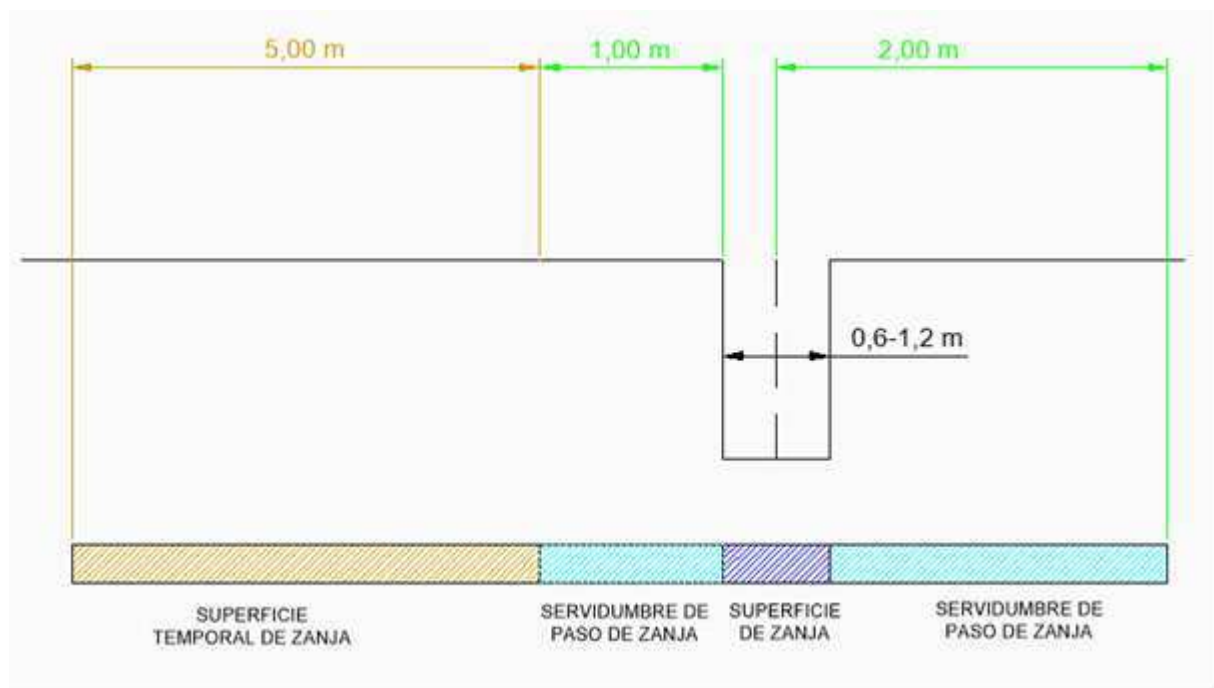 5,00 m
1,00 m
2,00 m
0,6-1,2 m
SUPERFICIE
TEMPORAL DE ZANJA
SERVIDUMBRE DE
PASO DE ZANJA
SUPERFICIE
DE ZANJA
SERVIDUMBRE DE
PASO DE ZANJA